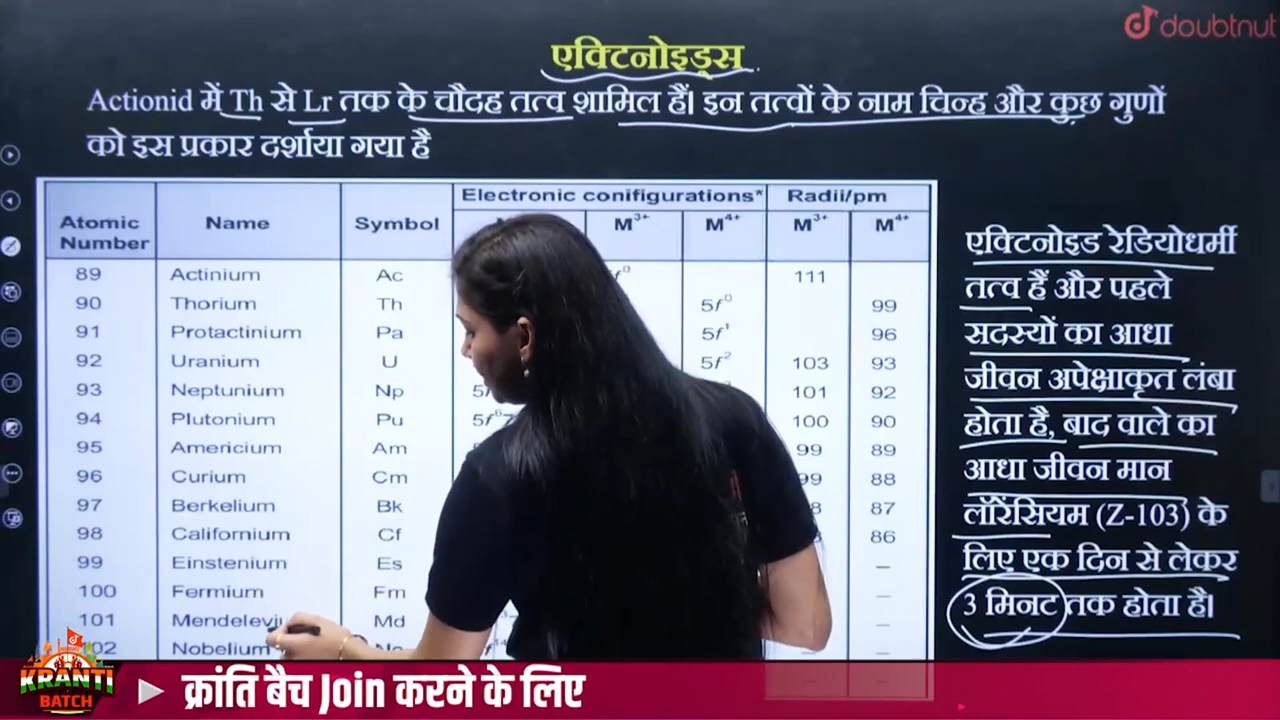 doubtnut
एक्टिनोइड्स
Actionid में Th से Lr तक के चौदह तत्व शामिल हैं। इन तत्वों के नाम चिन्ह और कुछ गुणों
को इस प्रकार दर्शाया गया है
Electronic conifigurations* Radii/pm
Atomic Number Name Symbol M³⁺ M⁴⁺ M³⁺ M⁴⁺
89 Actinium Ac 111
90 Thorium Th 5f⁰ 99
91 Protactinium Pa 5f¹ 96
92 Uranium U 5f² 103 93
93 Neptunium Np 101 92
94 Plutonium Pu 100 90
95 Americium Am 99 89
96 Curium Cm 99 88
97 Berkelium Bk 87
98 Californium Cf 86
99 Einstenium Es –
100 Fermium Fm –
101 Md –
Nobelium –
एक्टिनोइड रेडियोधर्मी
तत्व हैं और पहले
सदस्यों का आधा
जीवन अपेक्षाकृत लंबा
होता है, बाद वाले का
आधा जीवन मान
लॉरेंसियम (Z-103) के
लिए एक दिन से लेकर
3 मिनट तक होता है।
KRANTI
BATCH
क्रांति बैच Join करने के लिए